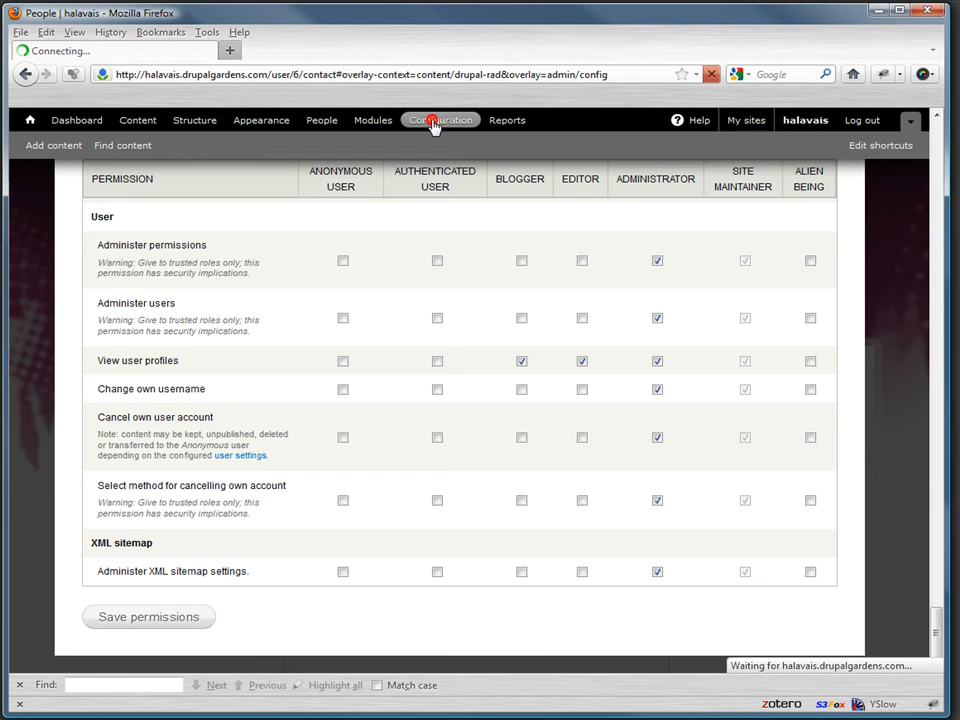 People | halavais - Mozilla Firefox
File Edit View History Bookmarks Tools Help
Connecting...
http://halavais.drupalgardens.com/user/6/contact#overlay-context=content/drupal-rad&overlay=admin/config
Google
Dashboard Content Structure Appearance People Modules Configuration Reports Help My sites halavais Log out
Add content Find content Edit shortcuts
PERMISSION ANONYMOUS USER AUTHENTICATED USER BLOGGER EDITOR ADMINISTRATOR SITE MAINTAINER ALIEN BEING
User
Administer permissions
Warning: Give to trusted roles only; this
permission has security implications.
Administer users
Warning: Give to trusted roles only; this
permission has security implications.
View user profiles
Change own username
Cancel own user account
Note: content may be kept, unpublished, deleted
or transferred to the Anonymous user
depending on the configured user settings.
Select method for cancelling own account
Warning: Give to trusted roles only; this
permission has security implications.
XML sitemap
Administer XML sitemap settings.
Save permissions
Waiting for halavais.drupalgardens.com...
Find: Next Previous Highlight all Match case
zotero S3Fox YSlow